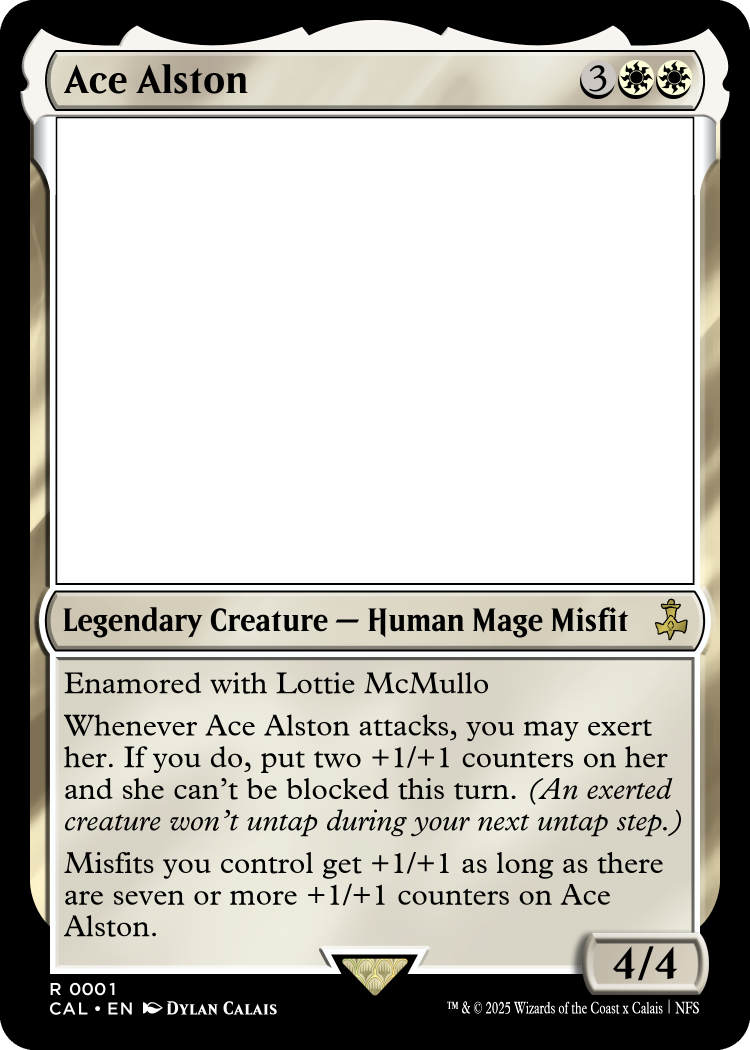 Ace Alston
3
Legendary Creature — Human Mage Misfit
Enamored with Lottie McMullo
Whenever Ace Alston attacks, you may exert
her. If you do, put two +1/+1 counters on her
and she can’t be blocked this turn. (An exerted
creature won’t untap during your next untap step.)
Misfits you control get +1/+1 as long as there
are seven or more +1/+1 counters on Ace
Alston.
4/4
R 0001
CAL • EN Dylan Calais
™ & © 2025 Wizards of the Coast x Calais | NFS